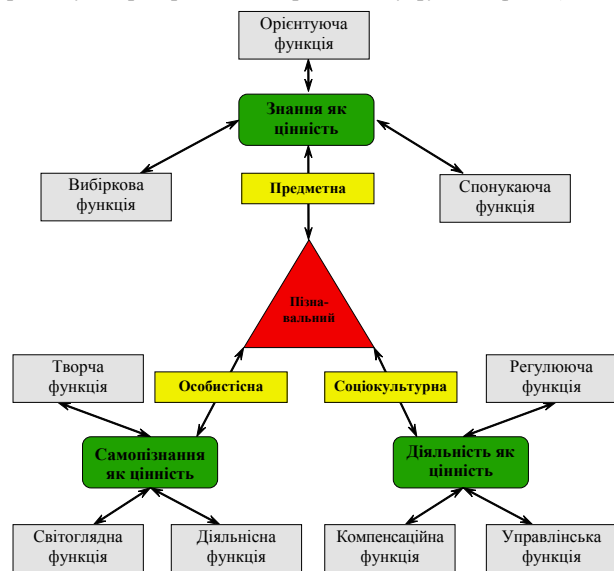 Орієнтуюча
функція
Знання як
цінність
Вибіркова
функція
Предметна
Спонукаюча
функція
Пізна-
вальний
Творча
функція
Особистісна
Соціокультурна
Регулююча
функція
Самопізнання
як цінність
Діяльність як
цінність
Світоглядна
функція
Діяльнісна
функція
Компенсаційна
функція
Управлінська
функція